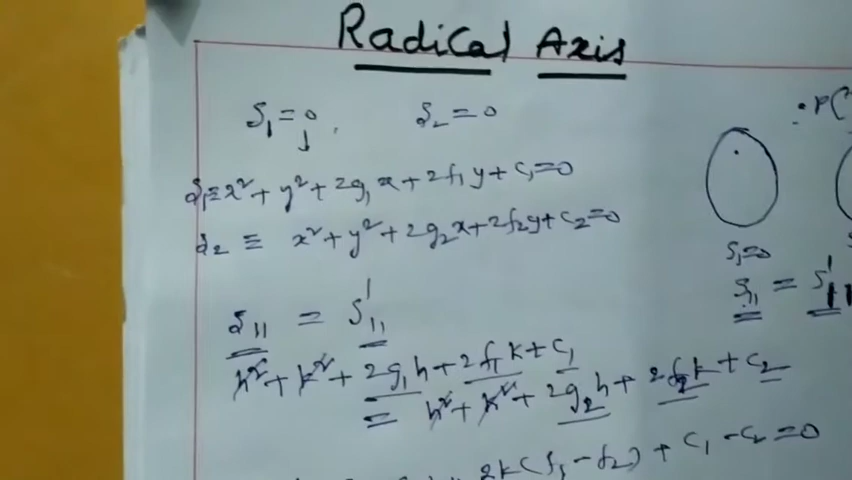 Radical Axis
S₁ = 0, S₂ = 0
.P(
S₁ ≡ x² + y² + 2g₁x + 2f₁y + c₁ = 0
S₂ ≡ x² + y² + 2g₂x + 2f₂y + c₂ = 0
S₁ = 0
S₁₁ = S'₁₁
S₁₁ = S'₁₁
h² + k² + 2g₁h + 2f₁k + c₁
= h² + k² + 2g₂h + 2f₂k + c₂
2k(f₁ - f₂) + c₁ - c₂ = 0